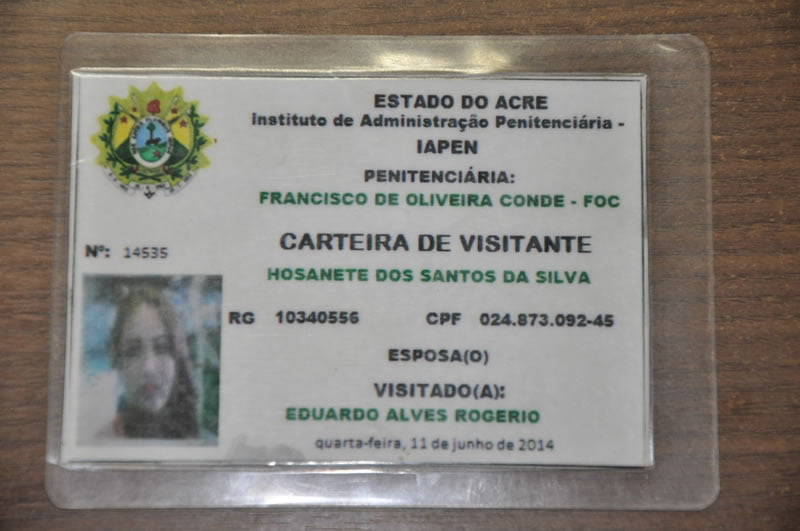 ESTADO DO ACRE
Instituto de Administração Penitenciária -
IAPEN
PENITENCIÁRIA:
FRANCISCO DE OLIVEIRA CONDE - FOC
CARTEIRA DE VISITANTE
Nº: 14535
HOSANETE DOS SANTOS DA SILVA
RG 10340556 CPF 024.873.092-45
ESPOSA(O)
VISITADO(A):
EDUARDO ALVES ROGERIO
quarta-feira, 11 de junho de 2014